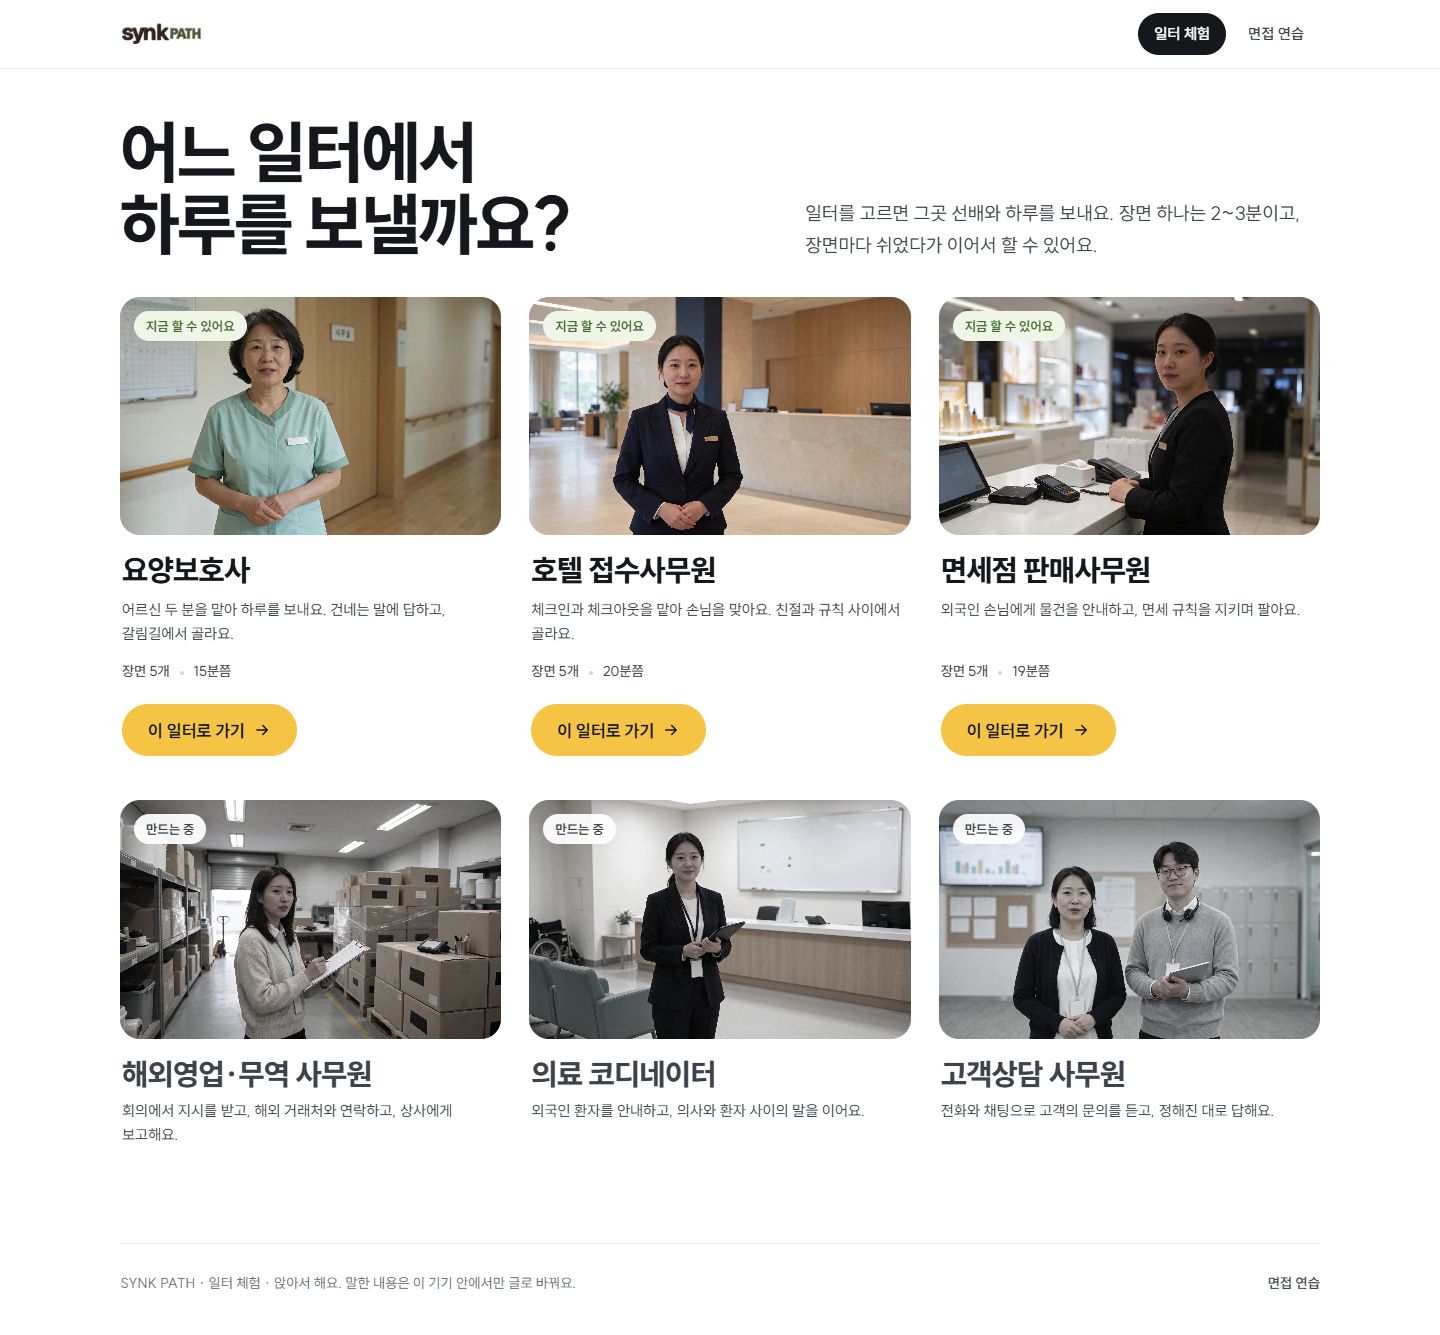 synk PATH
일터 체험
면접 연습
어느 일터에서
하루를 보낼까요?
일터를 고르면 그곳 선배와 하루를 보내요. 장면 하나는 2~3분이고,
장면마다 쉬었다가 이어서 할 수 있어요.
지금 할 수 있어요
사무실
지금 할 수 있어요
지금 할 수 있어요
요양보호사
호텔 접수사무원
면세점 판매사무원
어르신 두 분을 맡아 하루를 보내요. 건네는 말에 답하고,
갈림길에서 골라요.
체크인과 체크아웃을 맡아 손님을 맞아요. 친절과 규칙 사이에서
골라요.
외국인 손님에게 물건을 안내하고, 면세 규칙을 지키며 팔아요.
장면 5개 • 15분쯤
장면 5개 • 20분쯤
장면 5개 • 19분쯤
이 일터로 가기 →
이 일터로 가기 →
이 일터로 가기 →
만드는 중
만드는 중
만드는 중
해외영업·무역 사무원
의료 코디네이터
고객상담 사무원
회의에서 지시를 받고, 해외 거래처와 연락하고, 상사에게
보고해요.
외국인 환자를 안내하고, 의사와 환자 사이의 말을 이어요.
전화와 채팅으로 고객의 문의를 듣고, 정해진 대로 답해요.
SYNK PATH · 일터 체험 · 앉아서 해요. 말한 내용은 이 기기 안에서만 글로 바꿔요.
면접 연습